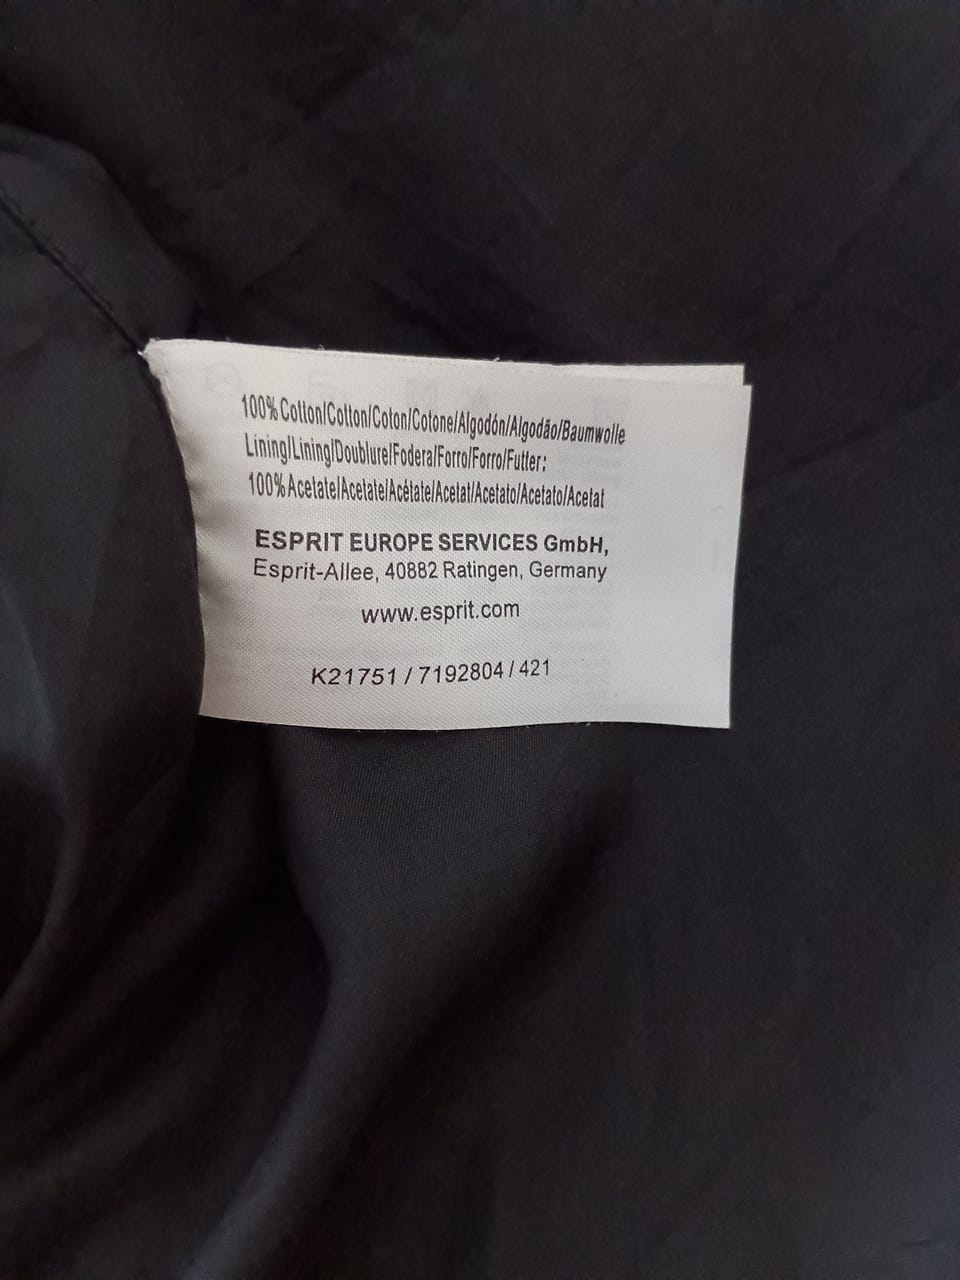 100% Cotton/Cotton/Coton/Cotone/Algodón/Algodão/Baumwolle
Lining/Lining/Doublure/Fodera/Forro/Forro/Futter:
100% Acetate/Acetate/Acétate/Acetat/Acetato/Acetato/Acetat
ESPRIT EUROPE SERVICES GmbH,
Esprit-Allee, 40882 Ratingen, Germany
www.esprit.com
K21751 / 7192804 / 421